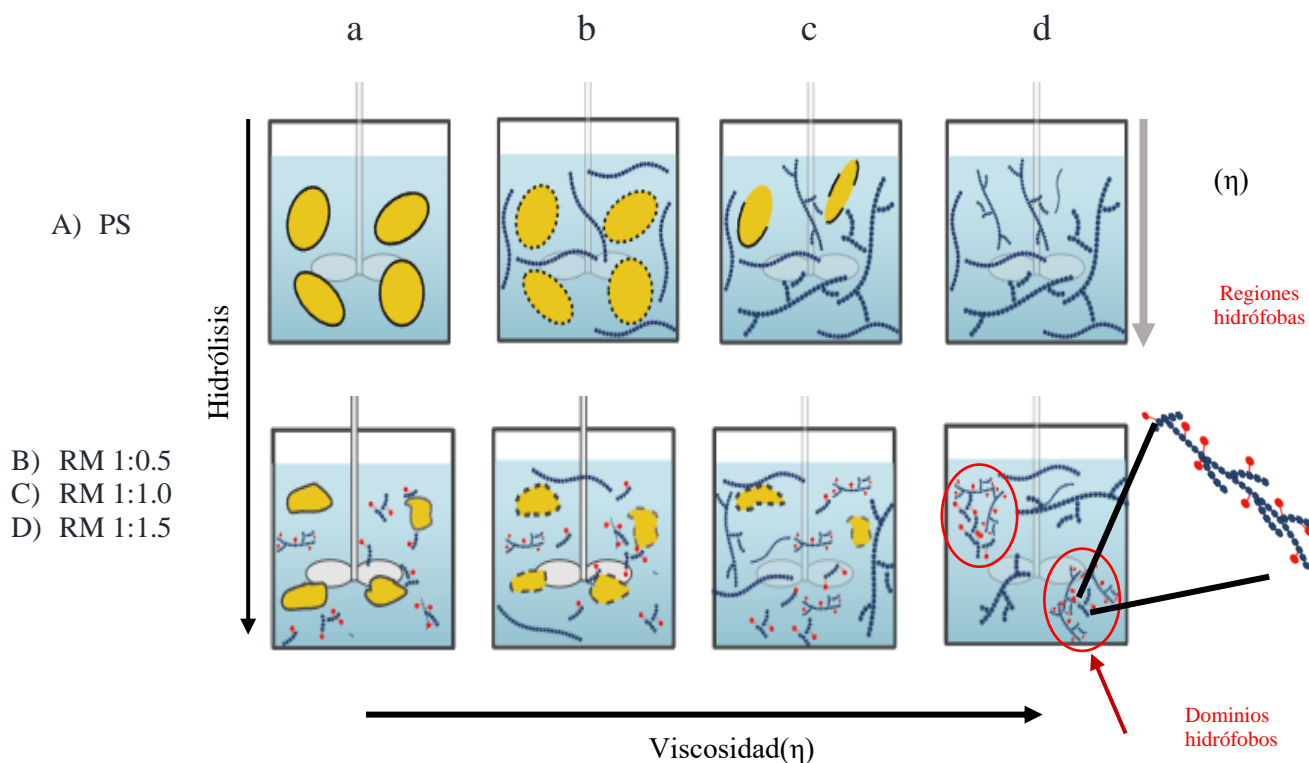 a
b
c
d
A) PS
(η)
Regiones
hidrófobas
Hidrólisis
B) RM 1:0.5
C) RM 1:1.0
D) RM 1:1.5
Viscosidad(η)
Dominios
hidrófobos